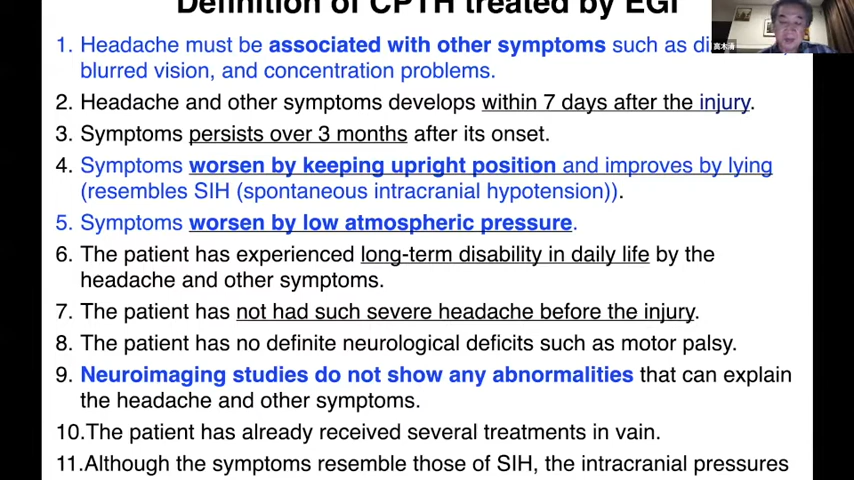 Definition of CPTH treated by EGI
1. Headache must be associated with other symptoms such as
blurred vision, and concentration problems.
2. Headache and other symptoms develops within 7 days after the injury.
3. Symptoms persists over 3 months after its onset.
4. Symptoms worsen by keeping upright position and improves by lying
(resembles SIH (spontaneous intracranial hypotension)).
5. Symptoms worsen by low atmospheric pressure.
6. The patient has experienced long-term disability in daily life by the
headache and other symptoms.
7. The patient has not had such severe headache before the injury.
8. The patient has no definite neurological deficits such as motor palsy.
9. Neuroimaging studies do not show any abnormalities that can explain
the headache and other symptoms.
10.The patient has already received several treatments in vain.
11.Although the symptoms resemble those of SIH, the intracranial pressures